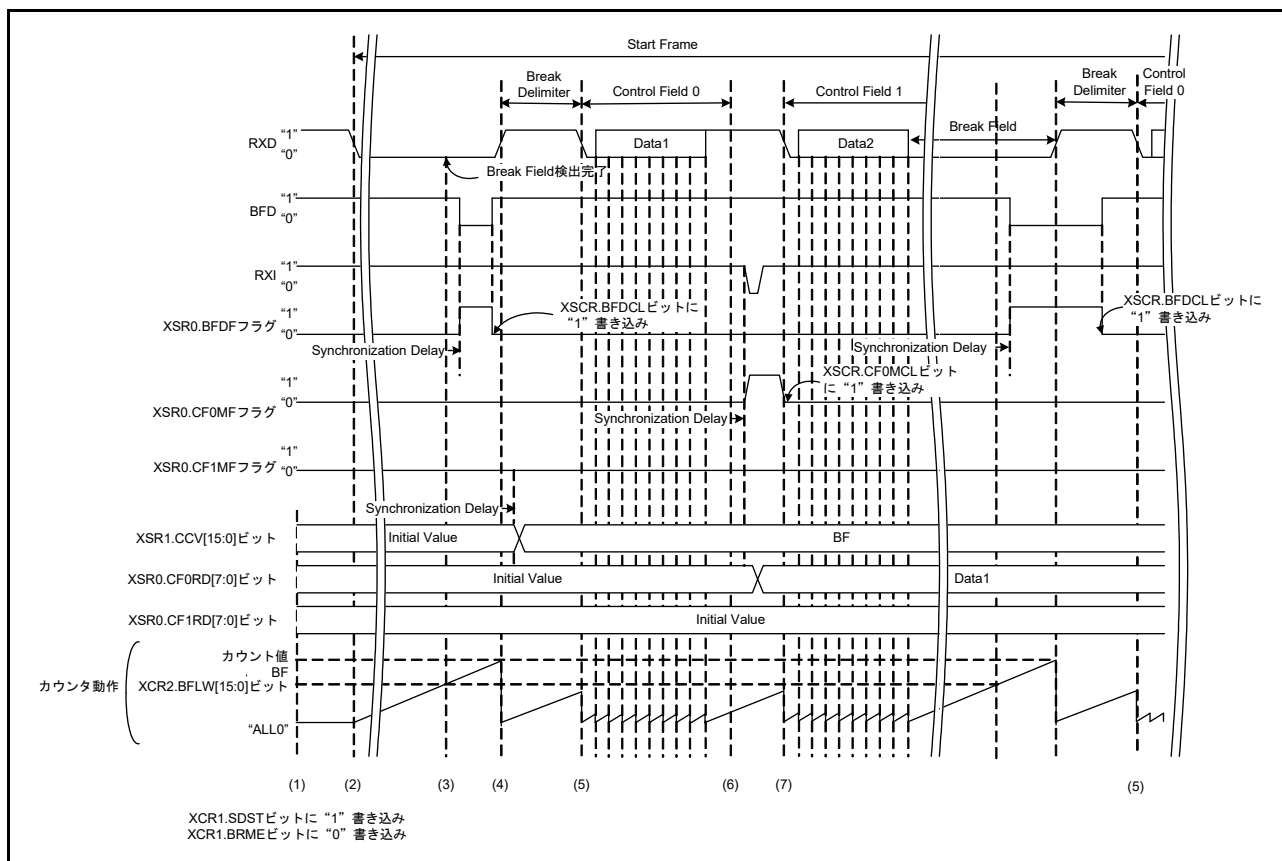 Start Frame
Break
Delimiter
Control Field 0
Control Field 1
Break
Delimiter
Control
Field 0
RXD
“1”
“0”
Data1
Data2
Break Field
Break Field検出完了
BFD
“1”
“0”
RXI
“1”
“0”
XSR0.BFDFフラグ
“1”
“0”
XSCR.BFDCLビットに
“1”書き込み
XSCR.BFDCLビットに
“1”書き込み
Synchronization Delay
Synchronization Delay
XSCR.CF0MCLビット
に“1”書き込み
XSR0.CF0MFフラグ
“1”
“0”
Synchronization Delay
XSR0.CF1MFフラグ
“1”
“0”
Synchronization Delay
XSR1.CCV[15:0]ビット
Initial Value
BF
XSR0.CF0RD[7:0]ビット
Initial Value
Data1
XSR0.CF1RD[7:0]ビット
Initial Value
カウンタ動作
カウント値
BF
XCR2.BFLW[15:0]ビット
“ALL0”
(1)
(2)
(3)
(4)
(5)
(6)
(7)
(5)
XCR1.SDSTビットに“1”書き込み
XCR1.BRMEビットに“0”書き込み